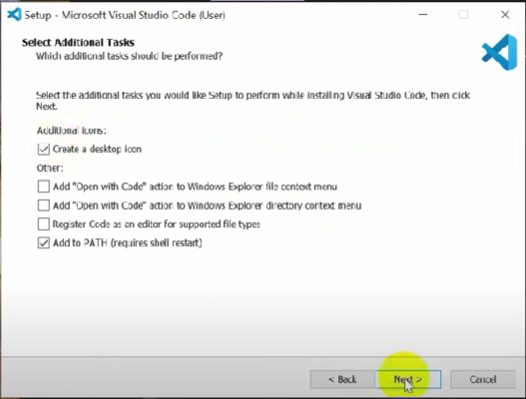 Setup - Microsoft Visual Studio Code (User)
Select Additional Tasks
Which additional tasks should be performed?
Select the additional tasks you would like Setup to perform while installing Visual Studio Code, then click
Next.
Additional icons:
Create a desktop icon
Other:
Add "Open with Code" action to Windows Explorer file context menu
Add "Open with Code" action to Windows Explorer directory context menu
Register Code as an editor for supported file types
Add to PATH (requires shell restart)
< Back Next > Cancel